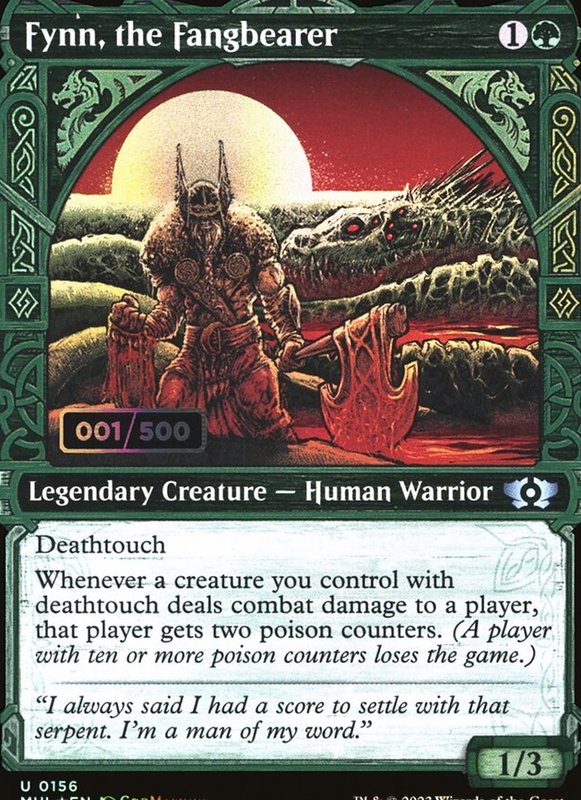 Fynn, the Fangbearer 1
001/500
Legendary Creature — Human Warrior
Deathtouch
Whenever a creature you control with
deathtouch deals combat damage to a player,
that player gets two poison counters. (A player
with ten or more poison counters loses the game.)
“I always said I had a score to settle with that
serpent. I’m a man of my word.”
1/3
U 0156